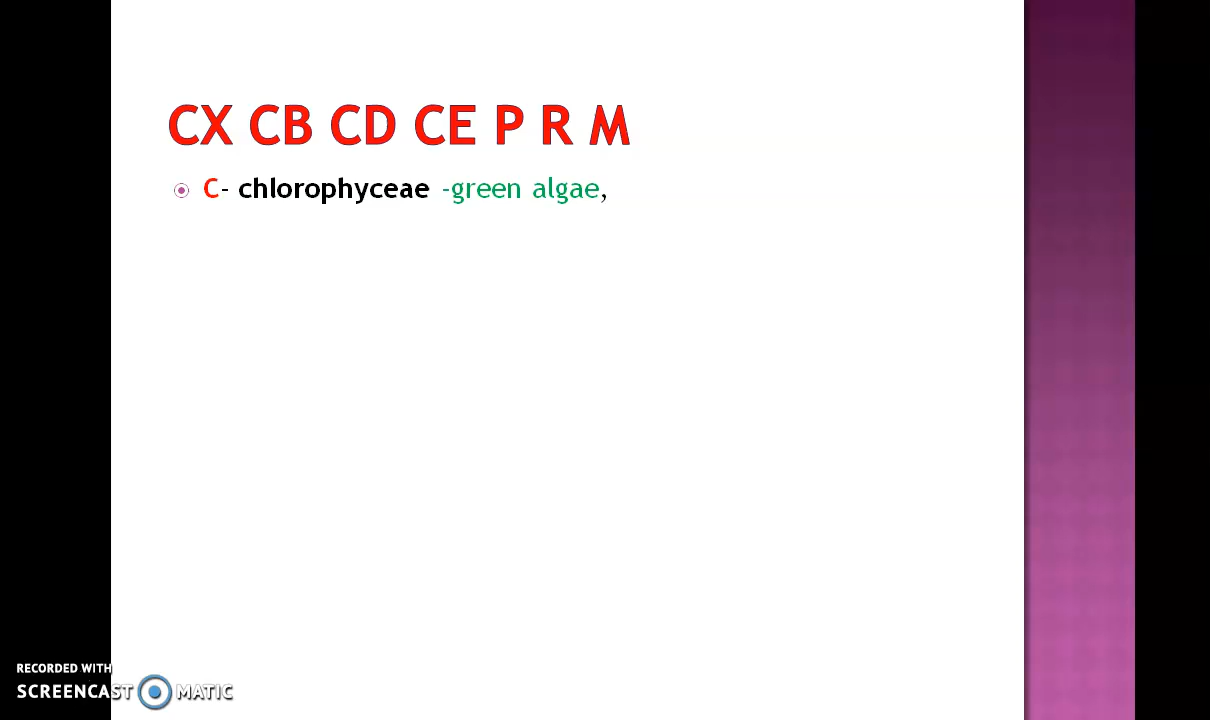 CX CB CD CE P R M
C- chlorophyceae -green algae,
RECORDED WITH
SCREENCAST MATIC